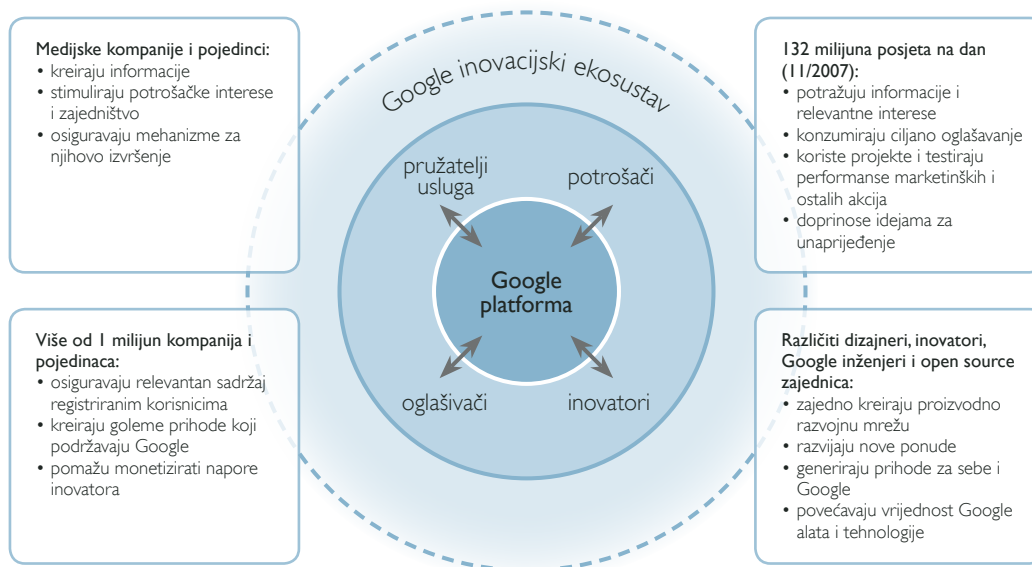 Medijske kompanije i pojedinci:
• kreiraju informacije
• stimuliraju potrošačke interese
i zajedništvo
• osiguravaju mehanizme za
njihovo izvršenje
Google inovacijski ekosustav
132 milijuna posjeta na dan
(11/2007):
• potražuju informacije i
relevantne interese
• konzumiraju ciljano oglašavanje
• koriste projekte i testiraju
performanse marketinških i
ostalih akcija
• doprinose idejama za
unaprijeđenje
pružatelji
usluga
potrošači
Google
platforma
oglašivači
inovatori
Više od 1 milijun kompanija i
pojedinaca:
• osiguravaju relevantan sadržaj
registriranim korisnicima
• kreiraju goleme prihode koji
podržavaju Google
• pomažu monetizirati napore
inovatora
Različiti dizajneri, inovatori,
Google inženjeri i open source
zajednica:
• zajedno kreiraju proizvodno
razvojnu mrežu
• razvijaju nove ponude
• generiraju prihode za sebe i
Google
• povećavaju vrijednost Google
alata i tehnologije